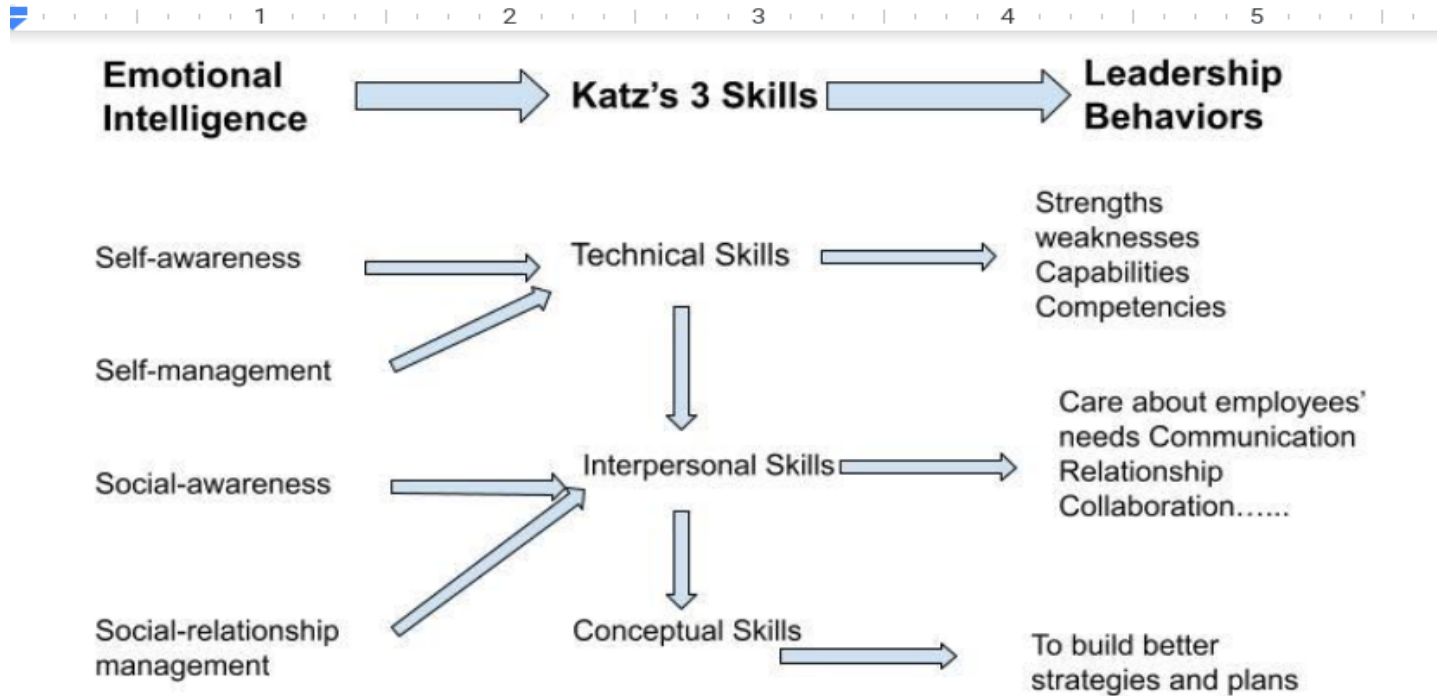 1 2 3 4 5
Emotional
Intelligence
Katz’s 3 Skills
Leadership
Behaviors
Self-awareness
Technical Skills
Strengths
weaknesses
Capabilities
Competencies
Self-management
Social-awareness
Interpersonal Skills
Care about employees’
needs Communication
Relationship
Collaboration…...
Social-relationship
management
Conceptual Skills
To build better
strategies and plans